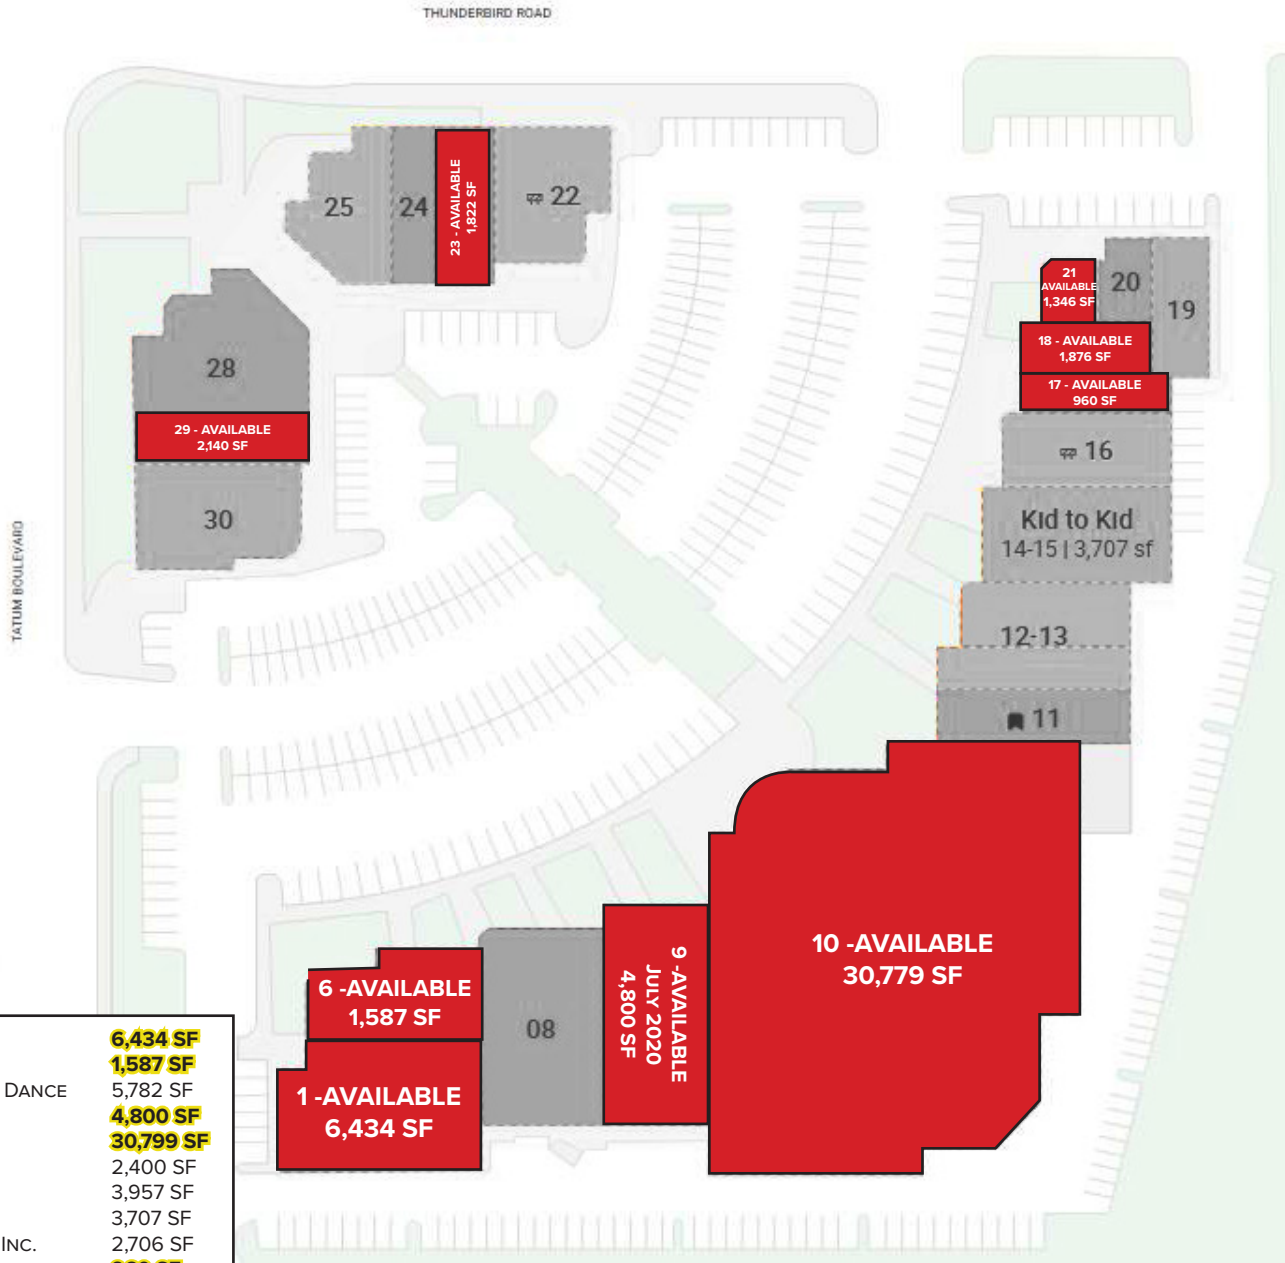 THUNDERBIRD ROAD
TATUM BOULEVARD
25
24
23 - AVAILABLE
1,822 SF
22
28
29 - AVAILABLE
2,140 SF
30
21
AVAILABLE
1,346 SF
20
19
18 - AVAILABLE
1,876 SF
17 - AVAILABLE
960 SF
16
Kid to Kid
14-15 | 3,707 sf
12-13
11
10 -AVAILABLE
30,779 SF
9 -AVAILABLE
JULY 2020
4,800 SF
08
6 -AVAILABLE
1,587 SF
1 -AVAILABLE
6,434 SF
6,434 SF
1,587 SF
DANCE 5,782 SF
4,800 SF
30,799 SF
2,400 SF
3,957 SF
3,707 SF
INC. 2,706 SF